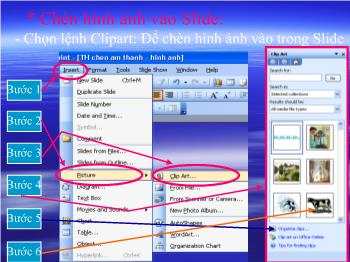 * Chèn hình ảnh vào Slide:
- Chọn lệnh Clipart: Để chèn hình ảnh vào trong Slide
Bước 1
Bước 2
Bước 3
Bước 4
Bước 5
Bước 6
[TH chen am thanh - hinh anh]
Insert Format Tools Slide Show Window Help
New Slide Ctrl+M
Duplicate Slide
Slide Number
Date and Time...
Symbol...
Comment
Slides from Files...
Slides from Outline...
Picture
Diagram...
Text Box
Movies and Sounds
Chart...
Table...
Object...
Hyperlink... Ctrl+K
Clip Art...
From File...
From Scanner or Camera...
New Photo Album...
AutoShapes
WordArt...
Organization Chart
Clip Art
Search for:
Go
Search in:
Selected collections
Results should be:
All media file types
Organize clips...
Clip art on Office Online
Tips for finding clips